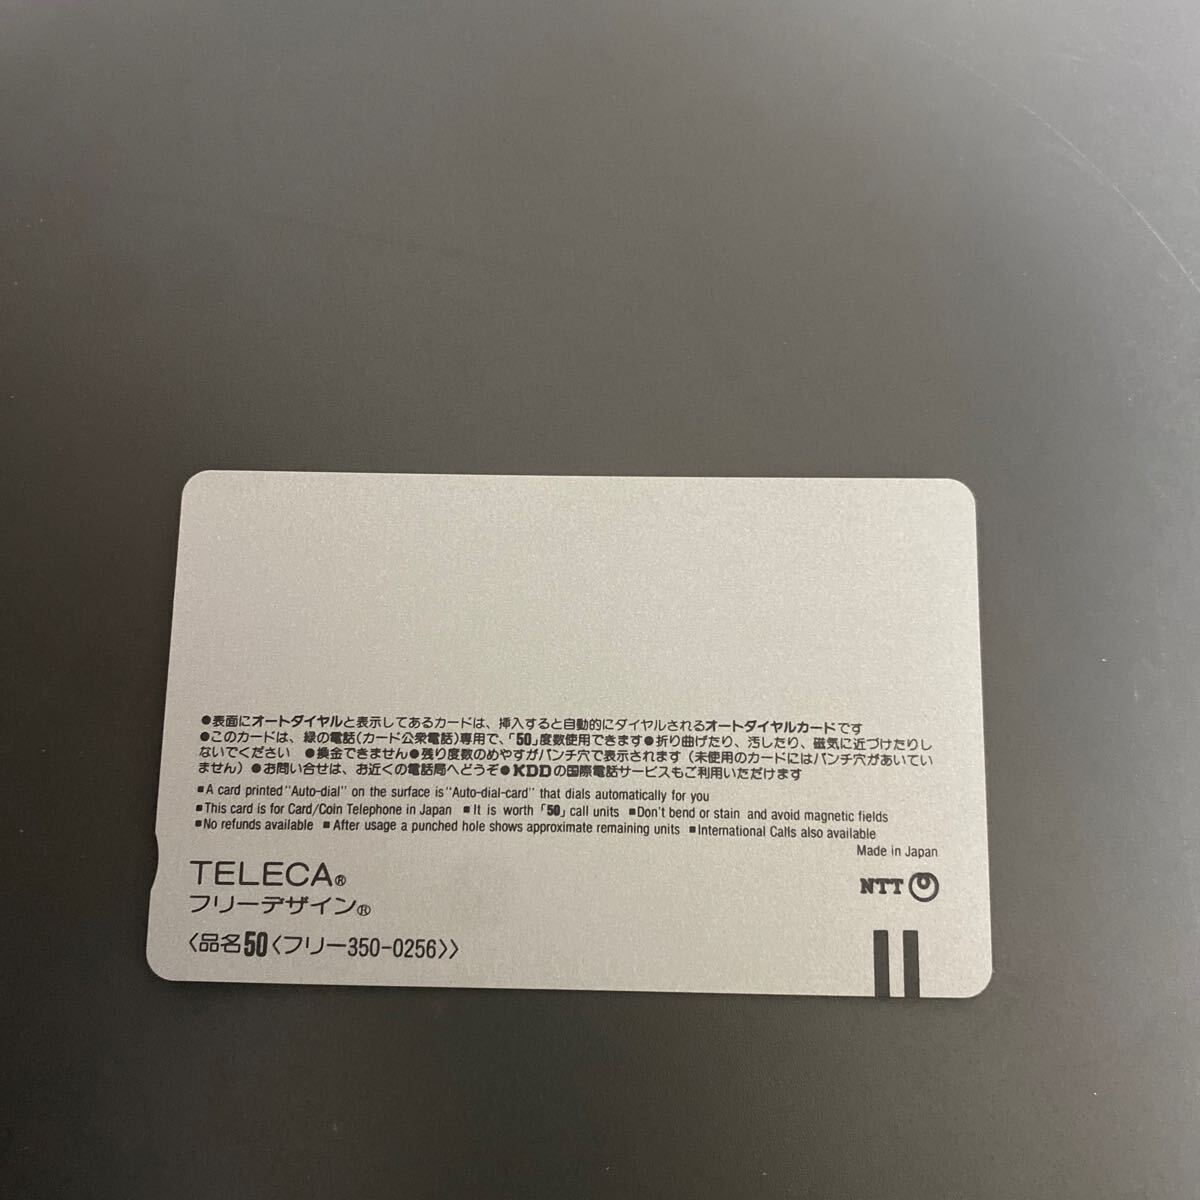 ●表面にオートダイヤルと表示してあるカードは、挿入すると自動的にダイヤルされるオートダイヤルカードです
●このカードは、緑の電話(カード公衆電話)専用で、「50」度数使用できます●折り曲げたり、汚したり、磁気に近づけたりし
ないでください ●換金できません●残り度数のめやすがパンチ穴で表示されます(未使用のカードにはパンチ穴があいてい
ません)●お問い合せは、お近くの電話局へどうぞ●KDDの国際電話サービスもご利用いただけます
■A card printed "Auto-dial" on the surface is "Auto-dial-card" that dials automatically for you
■This card is for Card/Coin Telephone in Japan ■It is worth「50」call units ■Don't bend or stain and avoid magnetic fields
■No refunds available ■After usage a punched hole shows approximate remaining units ■International Calls also available
Made in Japan
TELECA®
NTT
フリーデザイン®
〈品名50〈フリー350-0256〉〉